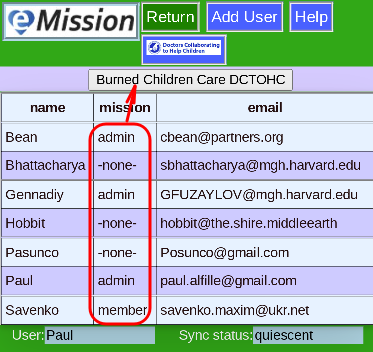 eMission Return Add User Help
Doctors Collaborating
to Help Children
Burned Children Care DCTOHC
name mission email
Bean admin cbean@partners.org
Bhattacharya -none- sbhattacharya@mgh.harvard.edu
Gennadiy admin GFUZAYLOV@mgh.harvard.edu
Hobbit -none- hobbit@the.shire.middleearth
Pasunco -none- Posunco@gmail.com
Paul admin paul.alfille@gmail.com
Savenko member savenko.maxim@ukr.net
User: Paul Sync status: quiescent